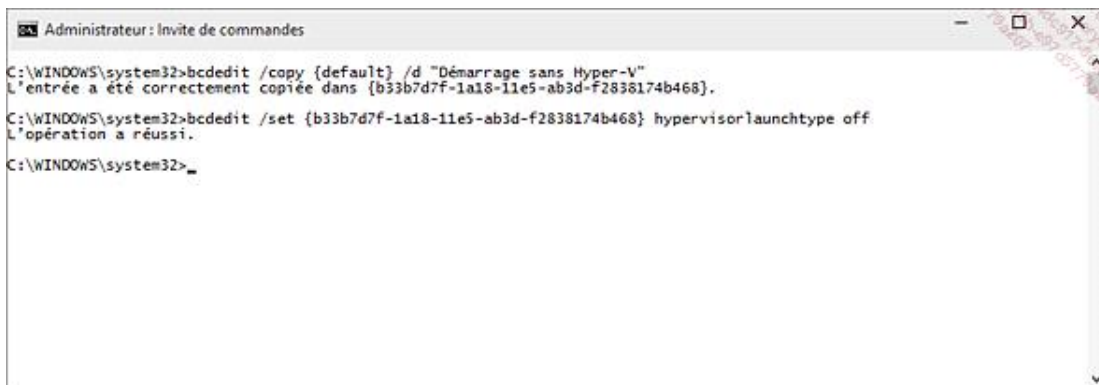 Administrateur : Invite de commandes
C:\WINDOWS\system32>bcdedit /copy {default} /d "Démarrage sans Hyper-V"
L'entrée a été correctement copiée dans {b33b7d7f-1a18-11e5-ab3d-f2838174b468}.
C:\WINDOWS\system32>bcdedit /set {b33b7d7f-1a18-11e5-ab3d-f2838174b468} hypervisorlaunchtype off
L'opération a réussi.
C:\WINDOWS\system32>_